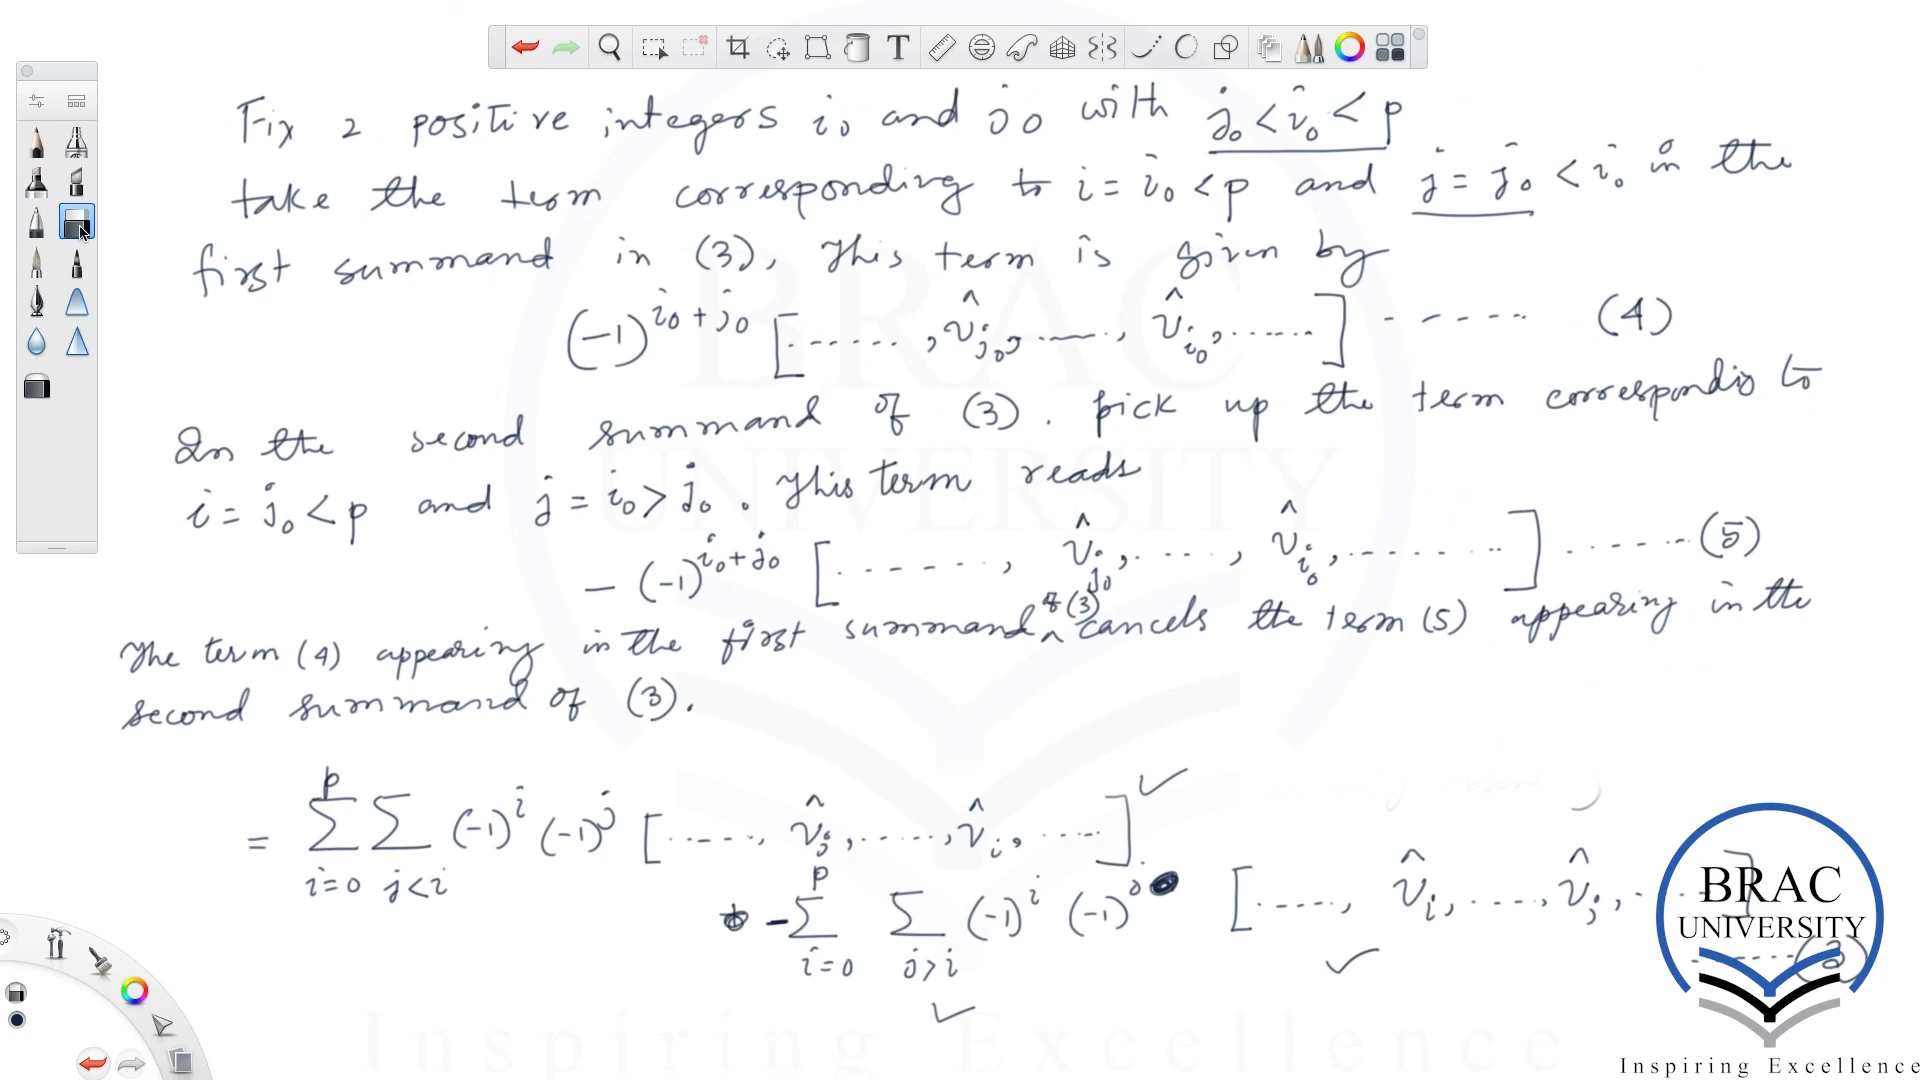 Fix 2 positive integers i₀ and j₀ with j₀ < i₀ < p
take the term corresponding to i = i₀ < p and j = j₀ < i₀ in the
first summand in (3), This term is given by
(-1)^{i₀+j₀} [......, v̂_{j₀}, ......, v̂_{i₀}, ......] ------ (4)
In the second summand of (3). pick up the term correspondig to
i = j₀ < p and j = i₀ > j₀. This term reads
- (-1)^{i₀+j₀} [......, v̂_{j₀}, ....., v̂_{i₀}, ........] ...... (5)
The term (4) appearing in the first summand of (3) cancels the term (5) appearing in the
second summand of (3).
= Σ_{i=0}^{p} Σ_{j<i} (-1)^i (-1)^j [....., v̂_j, ....., v̂_i, ....] ✓
- Σ_{i=0}^{p} Σ_{j>i} (-1)^i (-1)^j [....., v̂_i, ....., v̂_j, ....]
✓ ✓
BRAC
UNIVERSITY
Inspiring Excellence
BRAC
UNIVERSITY
Inspiring Excellence
T